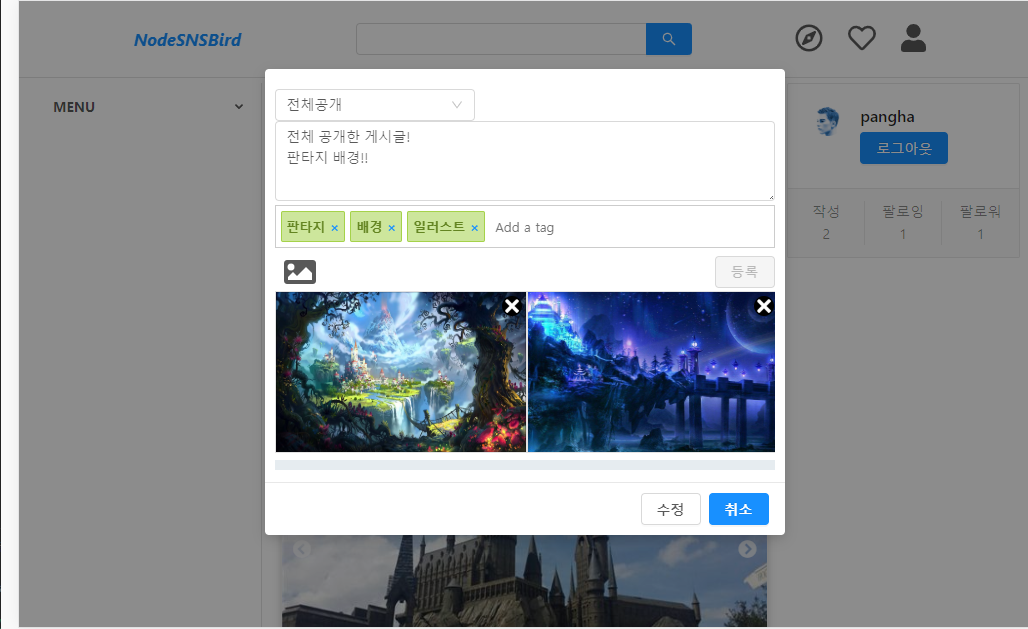 NodeSNSBird
MENU
전체공개
전체 공개한 게시글!
판타지 배경!!
판타지 × 배경 × 일러스트 × Add a tag
등록
수정 취소
pangha
로그아웃
작성 팔로잉 팔로워
2 1 1